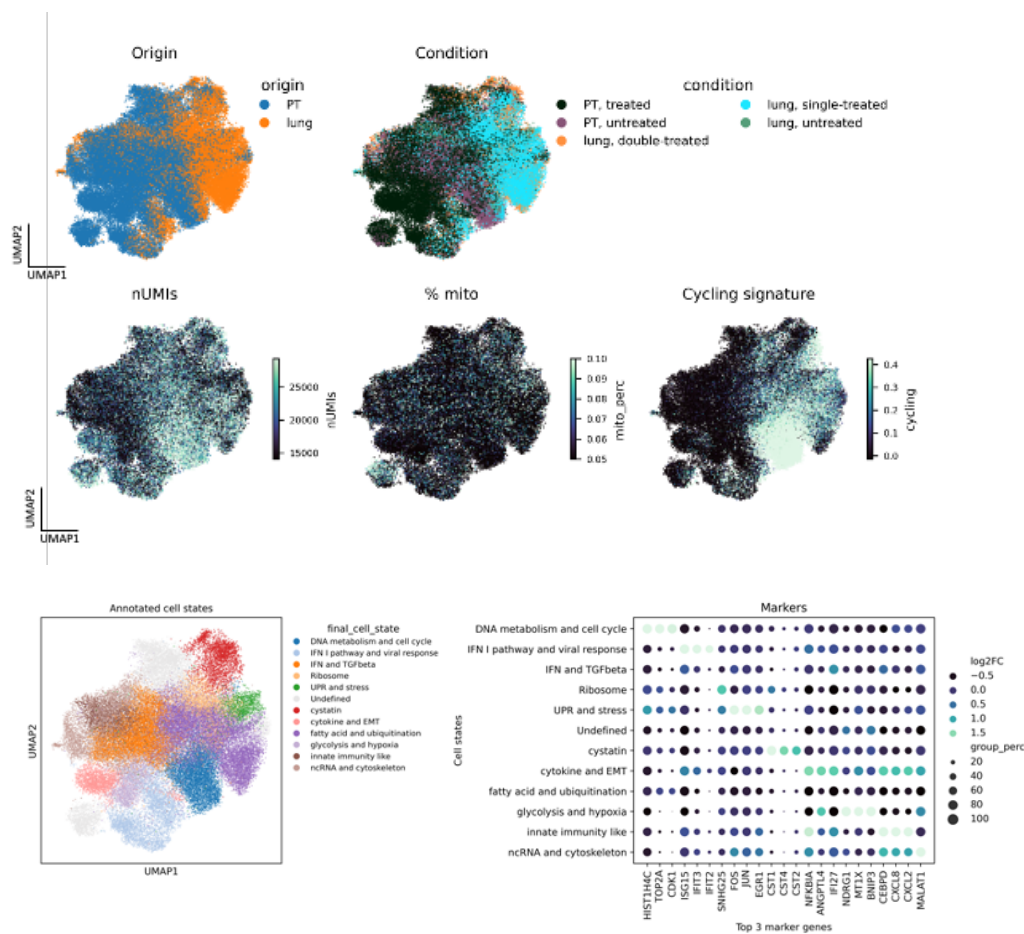 Origin
origin
PT
lung
Condition
condition
PT, treated
PT, untreated
lung, double-treated
lung, single-treated
lung, untreated
UMAP2
UMAP1
nUMIs
25000
20000
15000
nUMIs
% mito
0.10
0.09
0.08
0.07
0.06
0.05
mito_perc
Cycling signature
0.4
0.3
0.2
0.1
0.0
cycling
UMAP2
UMAP1
Annotated cell states
final_cell_state
DNA metabolism and cell cycle
IFN I pathway and viral response
IFN and TGFbeta
Ribosome
UPR and stress
Undefined
cystatin
cytokine and EMT
fatty acid and ubiquitination
glycolysis and hypoxia
innate immunity like
ncRNA and cytoskeleton
UMAP2
UMAP1
Markers
Cell states
DNA metabolism and cell cycle
IFN I pathway and viral response
IFN and TGFbeta
Ribosome
UPR and stress
Undefined
cystatin
cytokine and EMT
fatty acid and ubiquitination
glycolysis and hypoxia
innate immunity like
ncRNA and cytoskeleton
HIST1H4C
TOP2A
CDK1
ISG15
IFIT3
IFIT2
SNHG25
FOS
JUN
EGR1
CST1
CST4
CST2
NFKBIA
ANGPTL4
IFI27
NDRG1
MT1X
BNIP3
CEBPD
CXCL8
CXCL2
MALAT1
Top 3 marker genes
log2FC
−0.5
0.0
0.5
1.0
1.5
group_perc
20
40
60
80
100